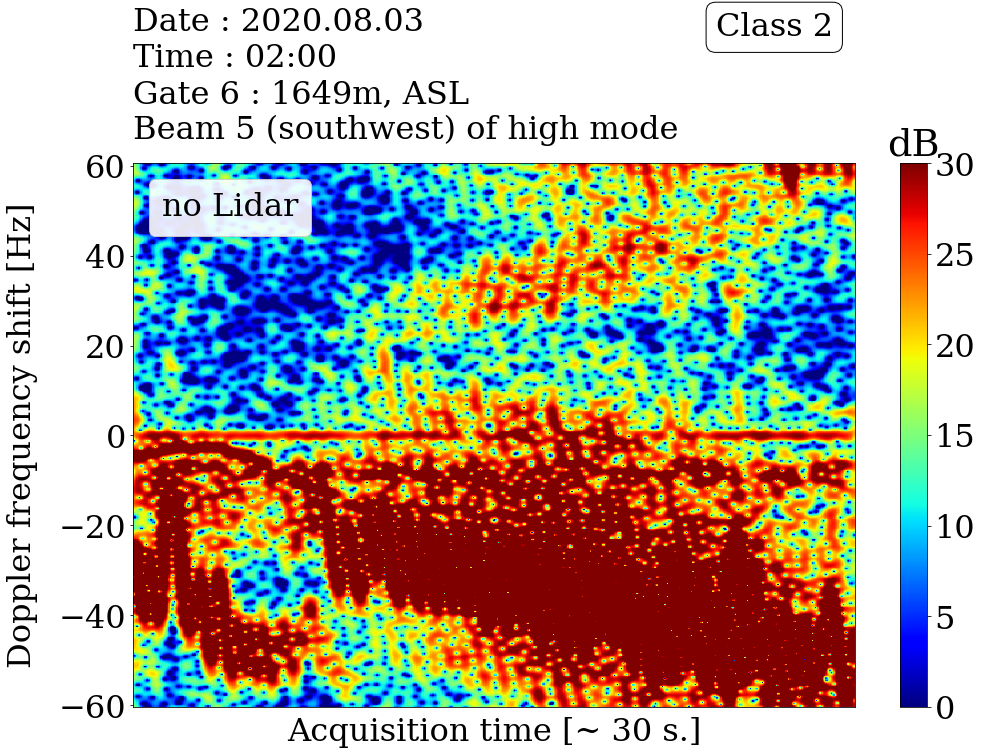 Date : 2020.08.03
Time : 02:00
Gate 6 : 1649m, ASL
Beam 5 (southwest) of high mode
Class 2
dB
no Lidar
Doppler frequency shift [Hz]
60
40
20
0
−20
−40
−60
30
25
20
15
10
5
0
Acquisition time [~ 30 s.]